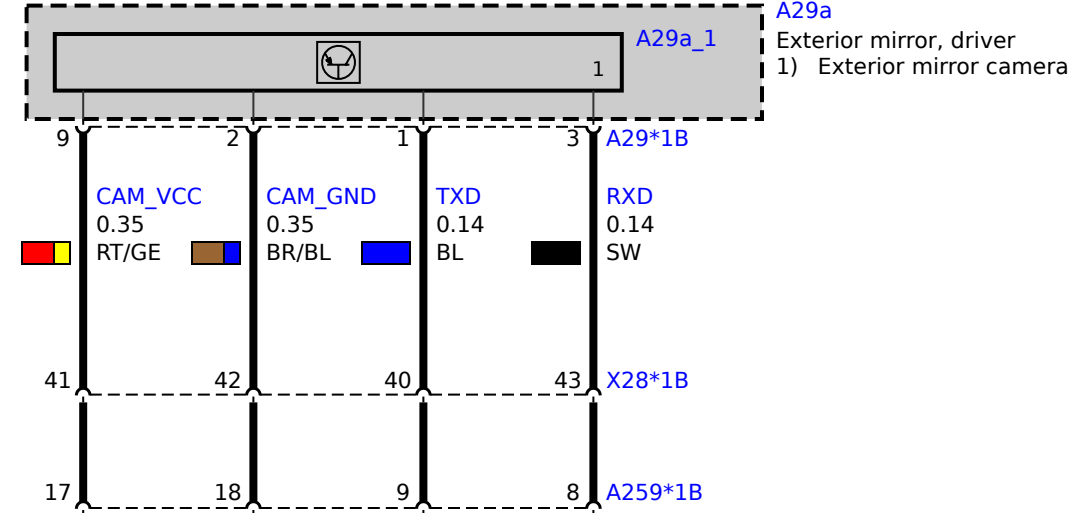 A29a
A29a_1
Exterior mirror, driver
1) Exterior mirror camera
1
9 2 1 3 A29*1B
CAM_VCC CAM_GND TXD RXD
0.35 0.35 0.14 0.14
RT/GE BR/BL BL SW
41 42 40 43 X28*1B
17 18 9 8 A259*1B